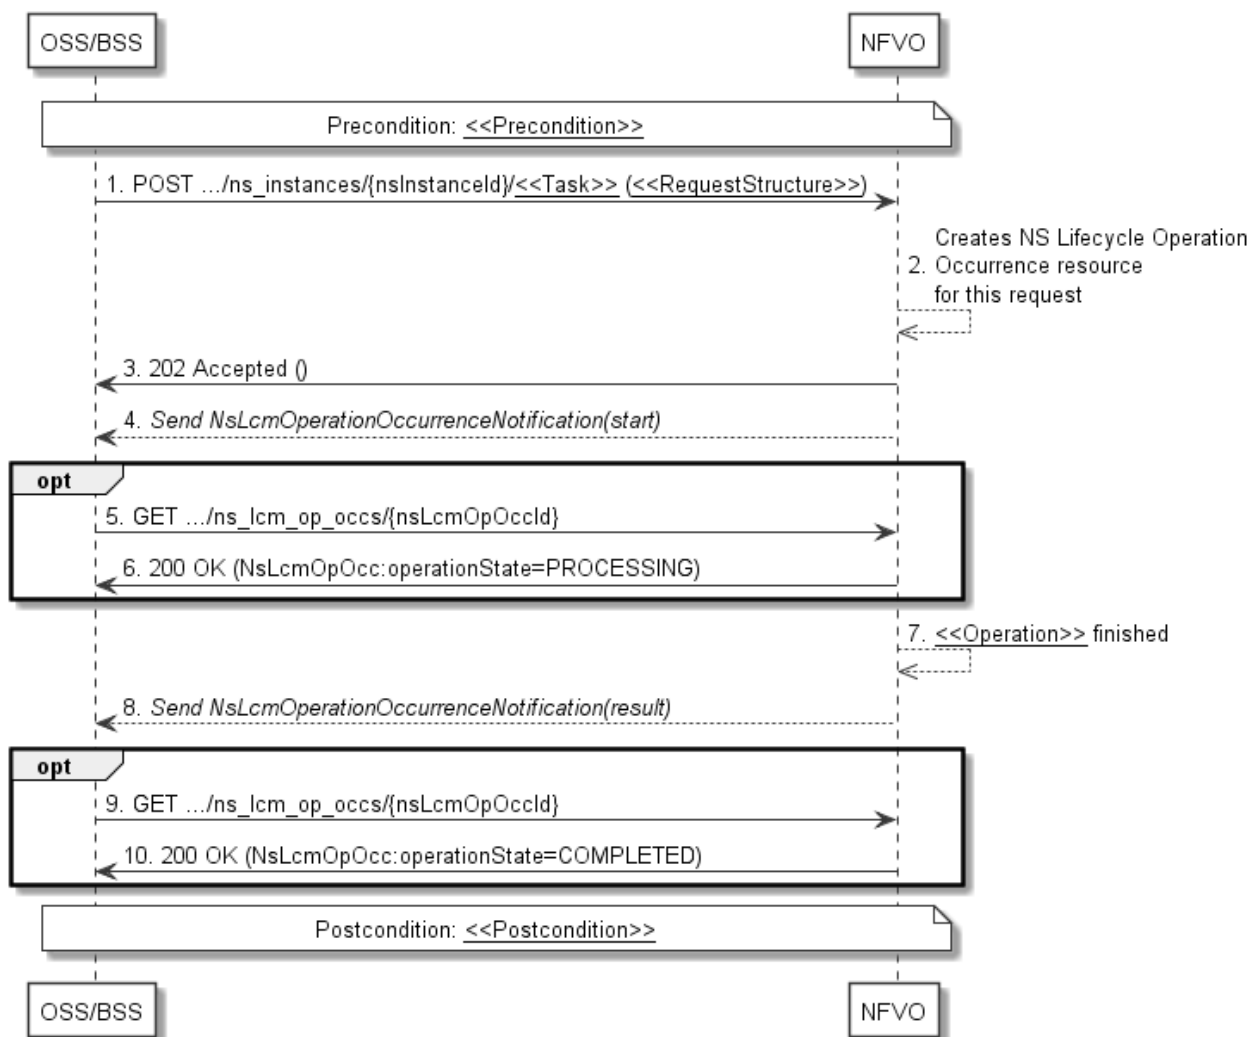 OSS/BSS
NFVO
Precondition: <<Precondition>>
1. POST .../ns_instances/{nsInstanceId}/<<Task>> (<<RequestStructure>>)
Creates NS Lifecycle Operation
2. Occurrence resource
for this request
3. 202 Accepted ()
4. Send NsLcmOperationOccurrenceNotification(start)
opt
5. GET .../ns_lcm_op_occs/{nsLcmOpOccId}
6. 200 OK (NsLcmOpOcc:operationState=PROCESSING)
7. <<Operation>> finished
8. Send NsLcmOperationOccurrenceNotification(result)
opt
9. GET .../ns_lcm_op_occs/{nsLcmOpOccId}
10. 200 OK (NsLcmOpOcc:operationState=COMPLETED)
Postcondition: <<Postcondition>>
OSS/BSS
NFVO